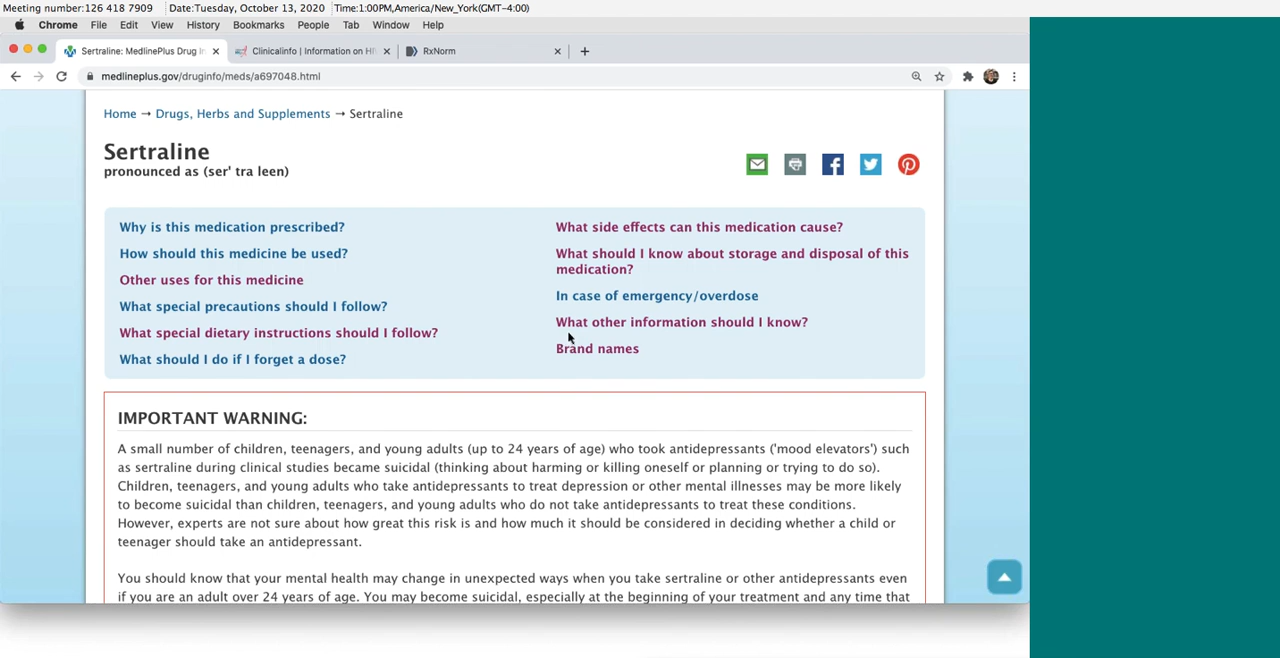 Meeting number:126 418 7909 Date:Tuesday, October 13, 2020 Time:1:00PM,America/New_York(GMT-4:00)
Chrome File Edit View History Bookmarks People Tab Window Help
Sertraline: MedlinePlus Drug In Clinicalinfo | Information on HIV RxNorm
medlineplus.gov/druginfo/meds/a697048.html
Home → Drugs, Herbs and Supplements → Sertraline
Sertraline
pronounced as (ser' tra leen)
Why is this medication prescribed?
How should this medicine be used?
Other uses for this medicine
What special precautions should I follow?
What special dietary instructions should I follow?
What should I do if I forget a dose?
What side effects can this medication cause?
What should I know about storage and disposal of this
medication?
In case of emergency/overdose
What other information should I know?
Brand names
IMPORTANT WARNING:
A small number of children, teenagers, and young adults (up to 24 years of age) who took antidepressants ('mood elevators') such
as sertraline during clinical studies became suicidal (thinking about harming or killing oneself or planning or trying to do so).
Children, teenagers, and young adults who take antidepressants to treat depression or other mental illnesses may be more likely
to become suicidal than children, teenagers, and young adults who do not take antidepressants to treat these conditions.
However, experts are not sure about how great this risk is and how much it should be considered in deciding whether a child or
teenager should take an antidepressant.
You should know that your mental health may change in unexpected ways when you take sertraline or other antidepressants even
if you are an adult over 24 years of age. You may become suicidal, especially at the beginning of your treatment and any time that